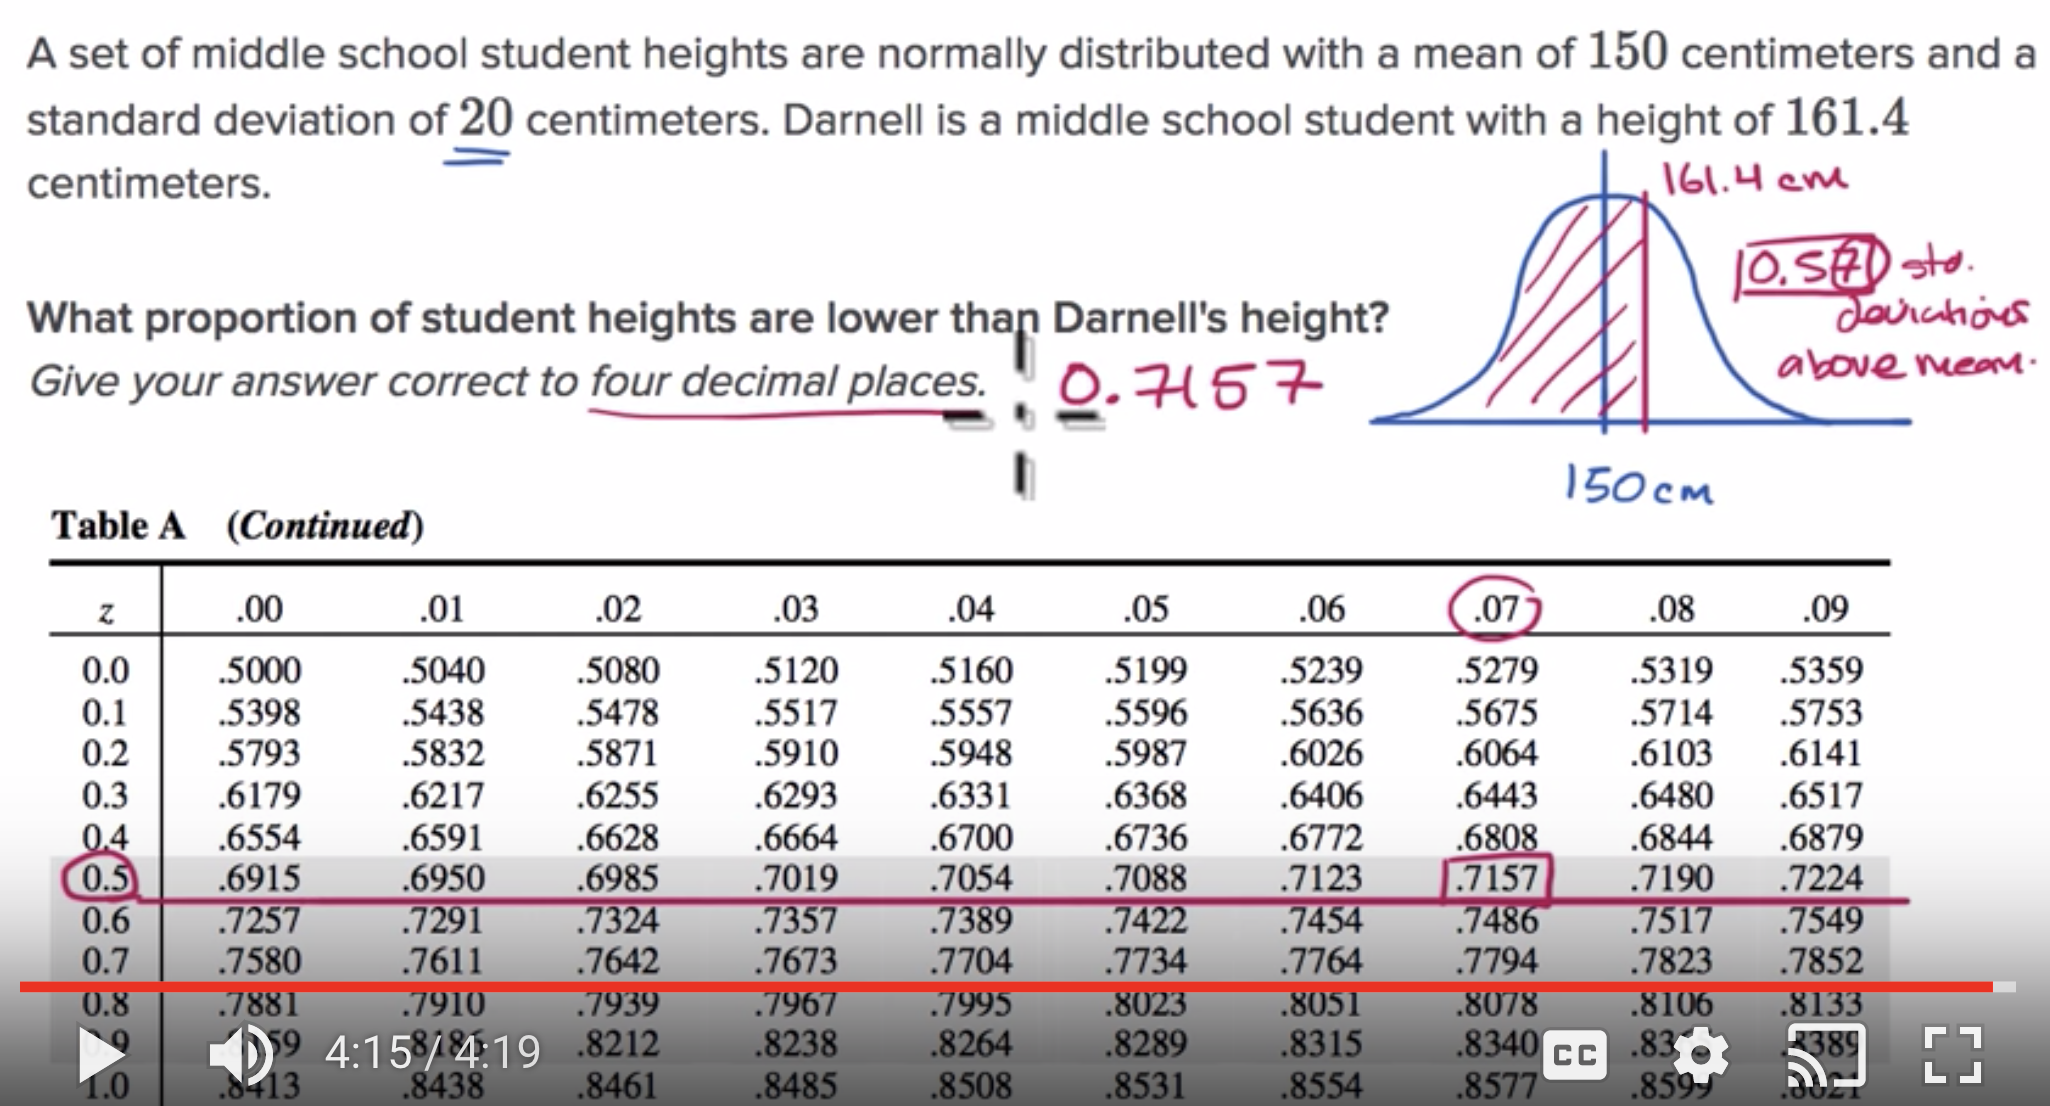 A set of middle school student heights are normally distributed with a mean of 150 centimeters and a
standard deviation of 20 centimeters. Darnell is a middle school student with a height of 161.4
centimeters.
161.4 cm
0.57 std.
deviations
above mean.
What proportion of student heights are lower than Darnell's height?
Give your answer correct to four decimal places.
0.7157
150 cm
Table A (Continued)
z .00 .01 .02 .03 .04 .05 .06 .07 .08 .09
0.0 .5000 .5040 .5080 .5120 .5160 .5199 .5239 .5279 .5319 .5359
0.1 .5398 .5438 .5478 .5517 .5557 .5596 .5636 .5675 .5714 .5753
0.2 .5793 .5832 .5871 .5910 .5948 .5987 .6026 .6064 .6103 .6141
0.3 .6179 .6217 .6255 .6293 .6331 .6368 .6406 .6443 .6480 .6517
0.4 .6554 .6591 .6628 .6664 .6700 .6736 .6772 .6808 .6844 .6879
0.5 .6915 .6950 .6985 .7019 .7054 .7088 .7123 .7157 .7190 .7224
0.6 .7257 .7291 .7324 .7357 .7389 .7422 .7454 .7486 .7517 .7549
0.7 .7580 .7611 .7642 .7673 .7704 .7734 .7764 .7794 .7823 .7852
0.8 .7881 .7910 .7939 .7967 .7995 .8023 .8051 .8078 .8106 .8133
.8212 .8238 .8264 .8289 .8315 .8340 .8389
4:15 / 4:19
CC
1.0 .8413 .8438 .8461 .8485 .8508 .8531 .8554 .8577 .8599 .8621